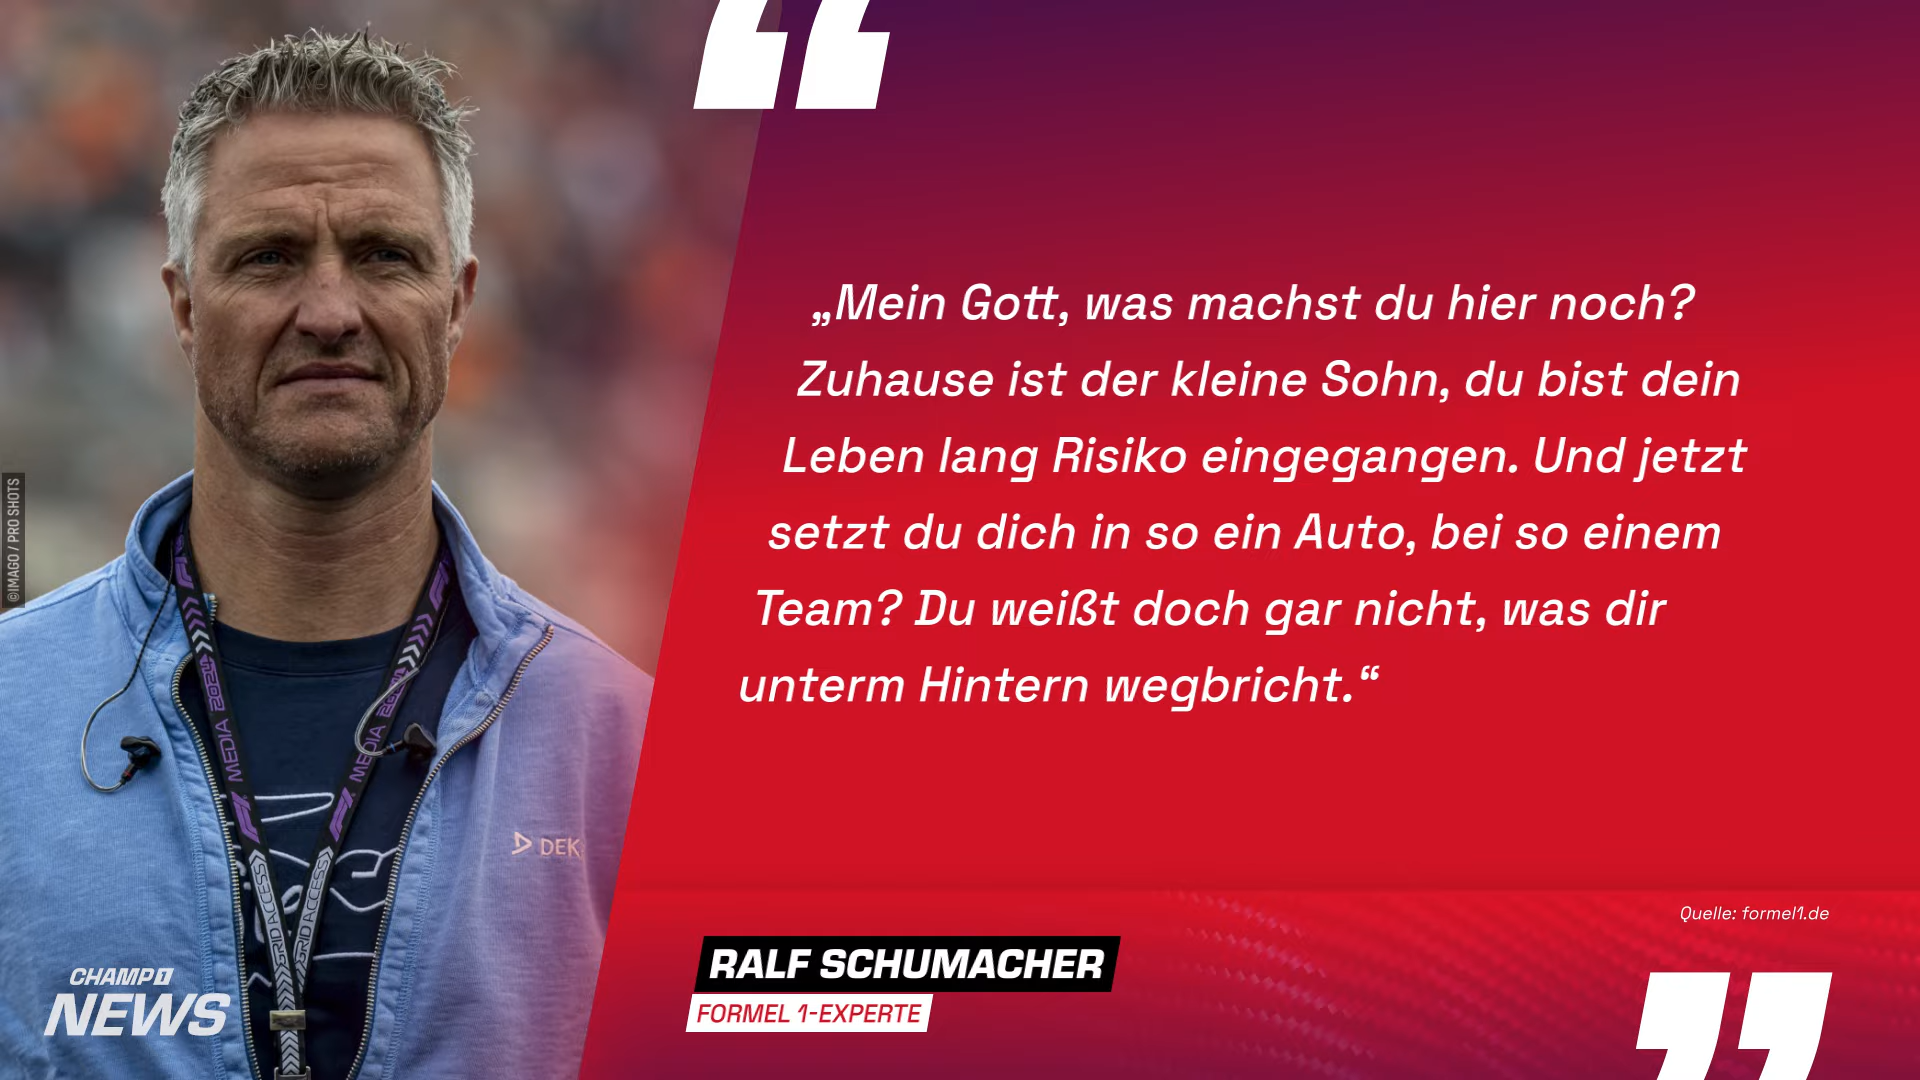 „Mein Gott, was machst du hier noch?
Zuhause ist der kleine Sohn, du bist dein
Leben lang Risiko eingegangen. Und jetzt
setzt du dich in so ein Auto, bei so einem
Team? Du weißt doch gar nicht, was dir
unterm Hintern wegbricht.“
Quelle: formel1.de
RALF SCHUMACHER
FORMEL 1-EXPERTE
CHAMP1
NEWS
©IMAGO / PRO SHOTS
MEDIA 2024
MEDIA 2024
GRID ACCESS
GRID ACCESS
DEK